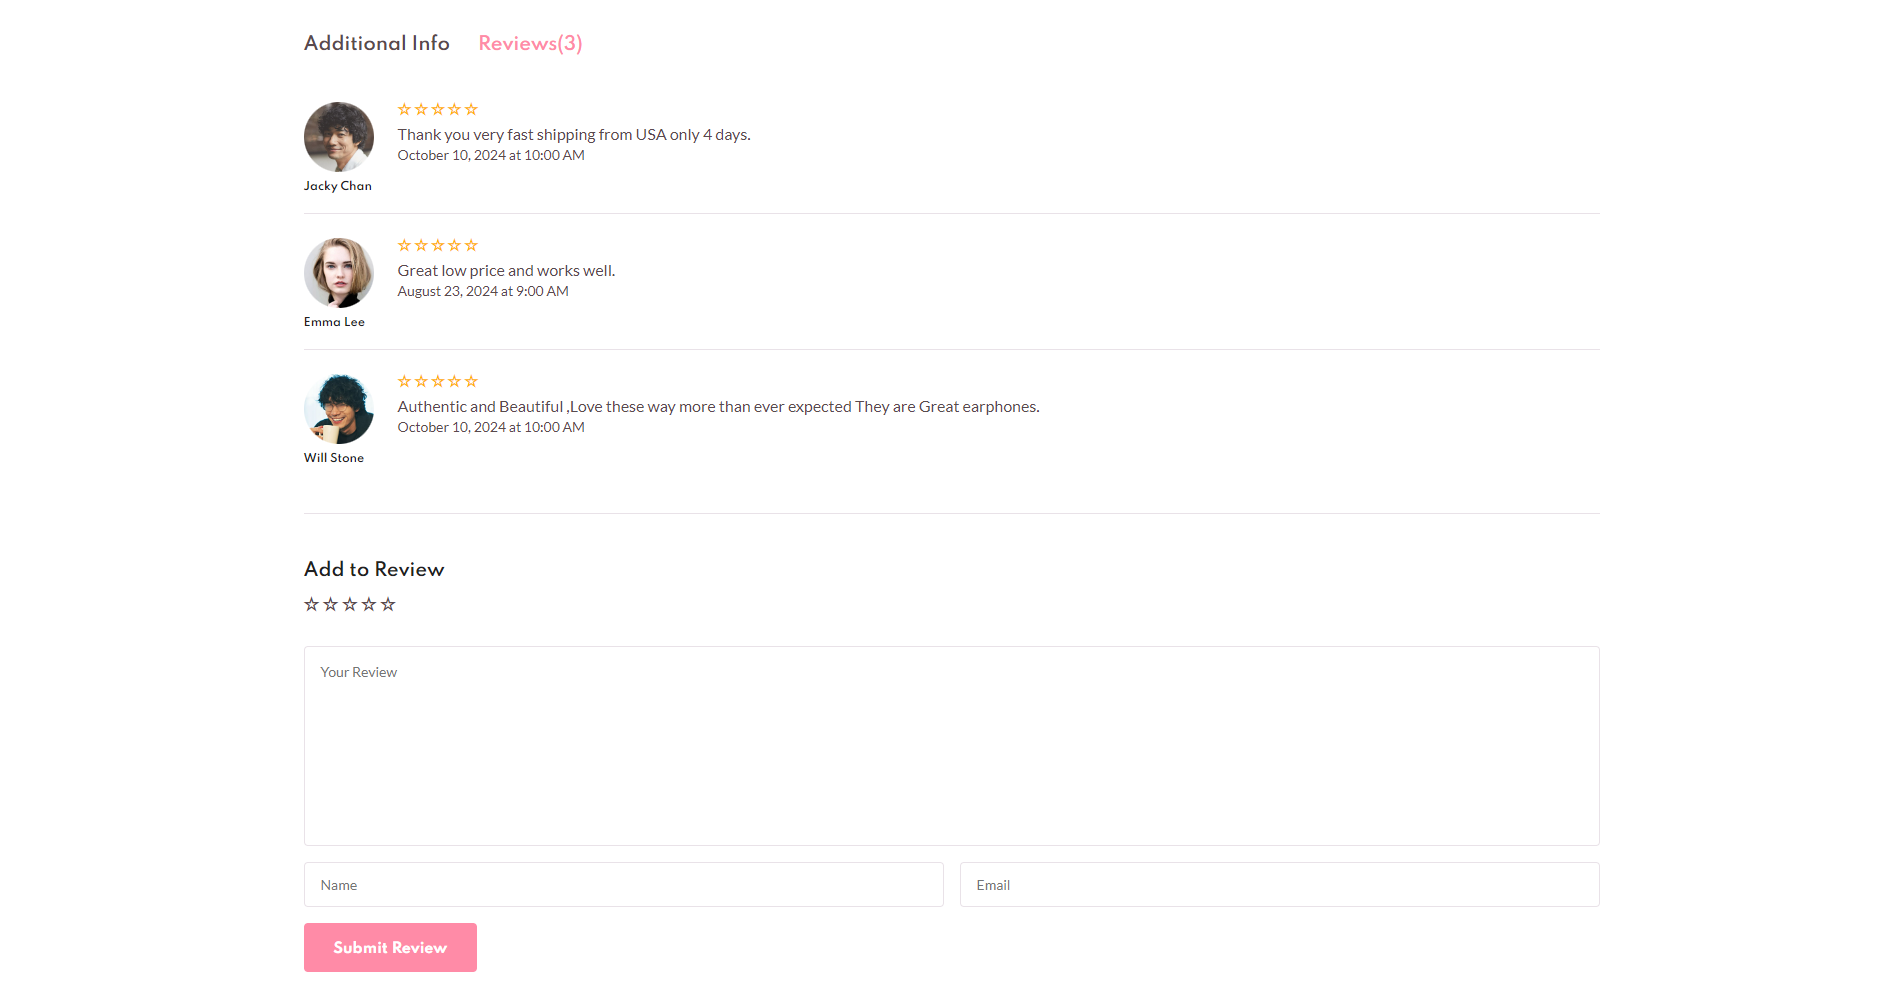 Additional Info Reviews(3)
☆☆☆☆☆
Thank you very fast shipping from USA only 4 days.
October 10, 2024 at 10:00 AM
Jacky Chan
☆☆☆☆☆
Great low price and works well.
August 23, 2024 at 9:00 AM
Emma Lee
☆☆☆☆☆
Authentic and Beautiful ,Love these way more than ever expected They are Great earphones.
October 10, 2024 at 10:00 AM
Will Stone
Add to Review
☆☆☆☆☆
Your Review
Name Email
Submit Review